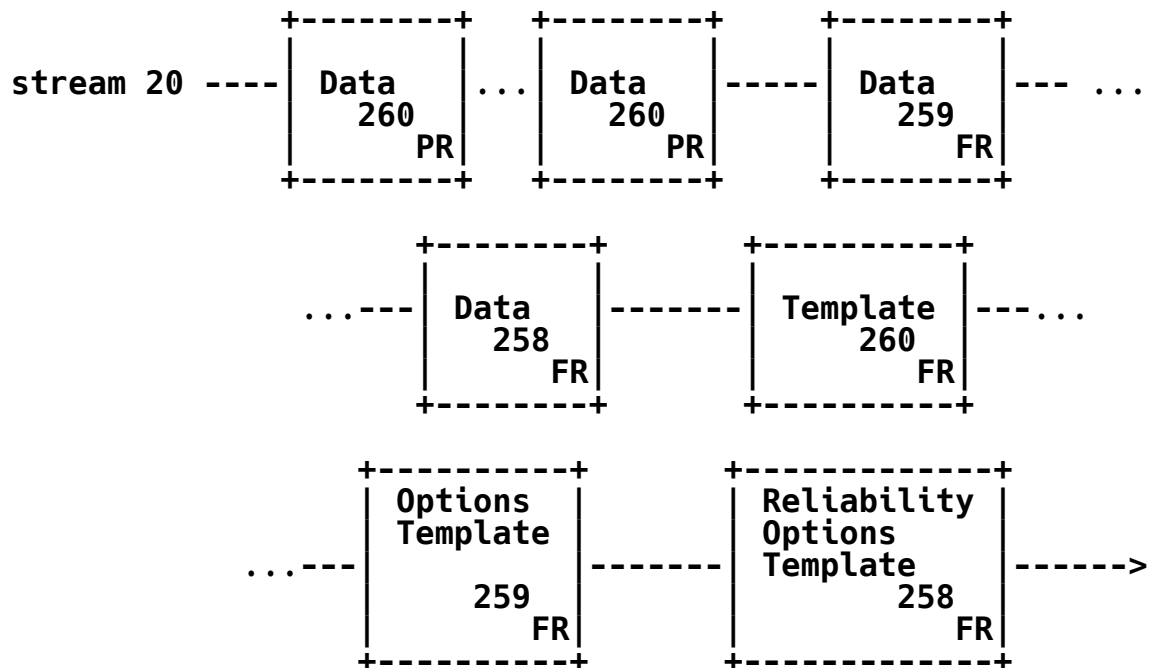 +--------+   +--------+       +--------+
          |        |   |        |       |        |
stream 20 ----| Data |...| Data |-----| Data |--- ...
          |   260  |   |   260  |       |   259  |
          |      PR|   |      PR|       |      FR|
          +--------+   +--------+       +--------+
          +--------+       +----------+
          |        |       |          |
...---| Data |-------| Template |---...
          |   258  |       |     260  |
          |      FR|       |        FR|
          +--------+       +----------+
          +----------+       +-------------+
          | Options  |       | Reliability |
          | Template |       | Options     |
...---|          |-------| Template    |------>
          |     259  |       |        258  |
          |        FR|       |           FR|
          +----------+       +-------------+